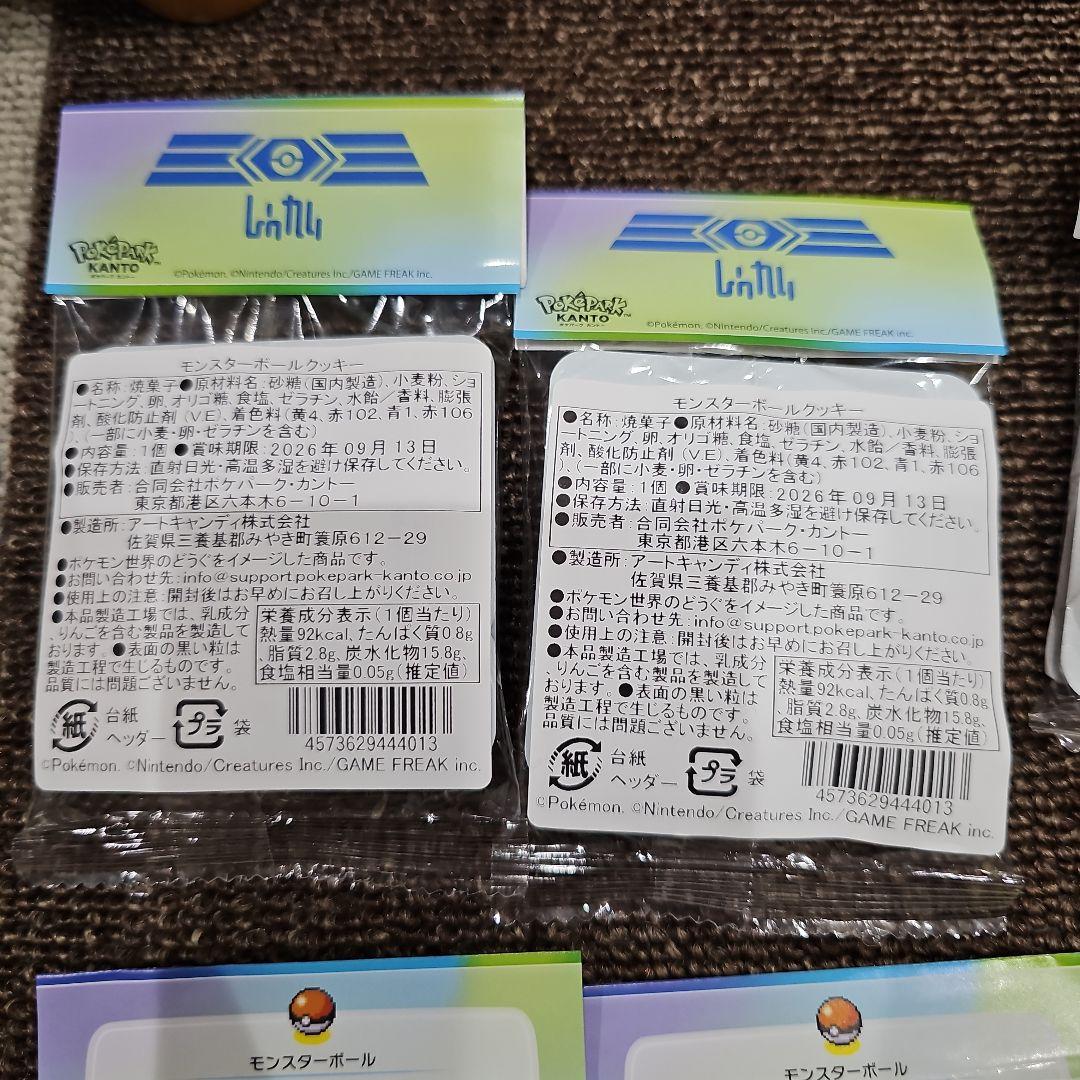 POKÉPARK™
KANTO
ポケパーク カントー
©Pokémon. ©Nintendo/Creatures Inc./GAME FREAK inc.
モンスターボールクッキー
●名称:焼菓子●原材料名:砂糖(国内製造)、小麦粉、ショ
ートニング、卵、オリゴ糖、食塩、ゼラチン、水飴/香料、膨張
剤、酸化防止剤(V.E)、着色料(黄4、赤102、青1、赤106
)、(一部に小麦・卵・ゼラチンを含む)
●内容量:1個 ●賞味期限:2026年09月13日
●保存方法:直射日光・高温多湿を避け保存してください。
●販売者:合同会社ポケパーク・カントー
東京都港区六本木6-10-1
●製造所:アートキャンディ株式会社
佐賀県三養基郡みやき町簑原612-29
●ポケモン世界のどうぐをイメージした商品です。
●お問い合わせ先:info@support.pokepark-kanto.co.jp
●使用上の注意:開封後はお早めにお召し上がりください。
●本品製造工場では、乳成分
、りんごを含む製品を製造して
おります。●表面の黒い粒は
製造工程で生じるものです。
品質には問題ございません。
栄養成分表示(1個当たり)
熱量92kcal、たんぱく質0.8g
、脂質2.8g、炭水化物15.8g、
食塩相当量0.05g(推定値)
紙
台紙
ヘッダー
プラ
袋
4573629444013
©Pokémon. ©Nintendo/Creatures Inc./GAME FREAK inc.
POKÉPARK™
KANTO
ポケパーク カントー
©Pokémon. ©Nintendo/Creatures Inc./GAME FREAK inc.
モンスターボールクッキー
●名称:焼菓子●原材料名:砂糖(国内製造)、小麦粉、ショ
ートニング、卵、オリゴ糖、食塩、ゼラチン、水飴/香料、膨張
剤、酸化防止剤(V.E)、着色料(黄4、赤102、青1、赤106
)、(一部に小麦・卵・ゼラチンを含む)
●内容量:1個 ●賞味期限:2026年09月13日
●保存方法:直射日光・高温多湿を避け保存してください。
●販売者:合同会社ポケパーク・カントー
東京都港区六本木6-10-1
●製造所:アートキャンディ株式会社
佐賀県三養基郡みやき町簑原612-29
●ポケモン世界のどうぐをイメージした商品です。
●お問い合わせ先:info@support.pokepark-kanto.co.jp
●使用上の注意:開封後はお早めにお召し上がりください。
●本品製造工場では、乳成分
、りんごを含む製品を製造して
おります。●表面の黒い粒は
製造工程で生じるものです。
品質には問題ございません。
栄養成分表示(1個当たり)
熱量92kcal、たんぱく質0.8g
、脂質2.8g、炭水化物15.8g、
食塩相当量0.05g(推定値)
紙
台紙
ヘッダー
プラ
袋
4573629444013
©Pokémon. ©Nintendo/Creatures Inc./GAME FREAK inc.
モンスターボール
モンスターボール